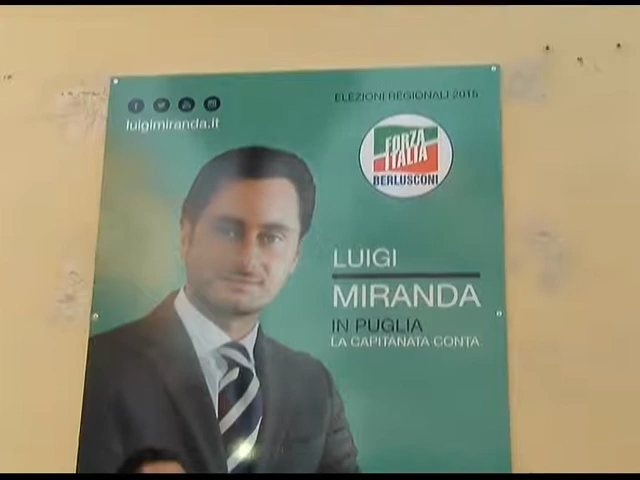 ELEZIONI REGIONALI 2015
luigimiranda.it
FORZA
ITALIA
BERLUSCONI
LUIGI
MIRANDA
IN PUGLIA
LA CAPITANATA CONTA.